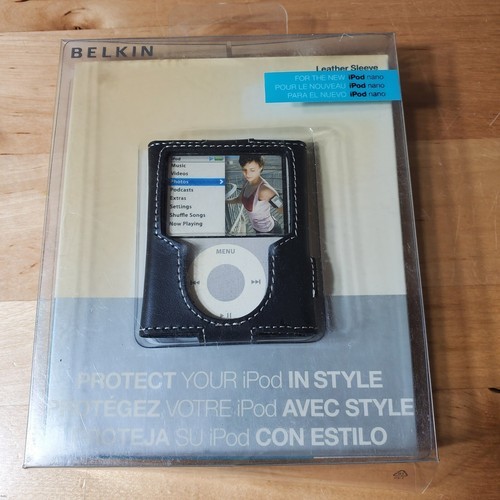 BELKIN
Leather Sleeve
FOR THE NEW iPod nano
POUR LE NOUVEAU iPod nano
PARA EL NUEVO iPod nano
iPod
Music
Videos
Photos
Podcasts
Extras
Settings
Shuffle Songs
Now Playing
MENU
PROTECT YOUR iPod IN STYLE
PROTÉGEZ VOTRE iPod AVEC STYLE
PROTEJA SU iPod CON ESTILO